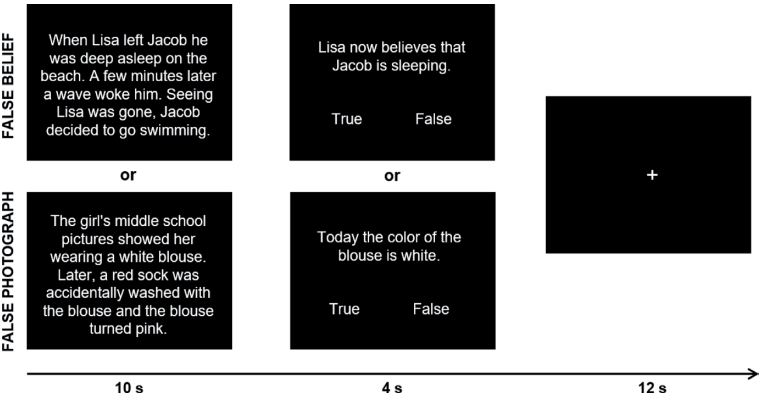 FALSE BELIEF
When Lisa left Jacob he
was deep asleep on the
beach. A few minutes later
a wave woke him. Seeing
Lisa was gone, Jacob
decided to go swimming.
Lisa now believes that
Jacob is sleeping.
True False
or
or
+
FALSE PHOTOGRAPH
The girl's middle school
pictures showed her
wearing a white blouse.
Later, a red sock was
accidentally washed with
the blouse and the blouse
turned pink.
Today the color of the
blouse is white.
True False
10 s
4 s
12 s